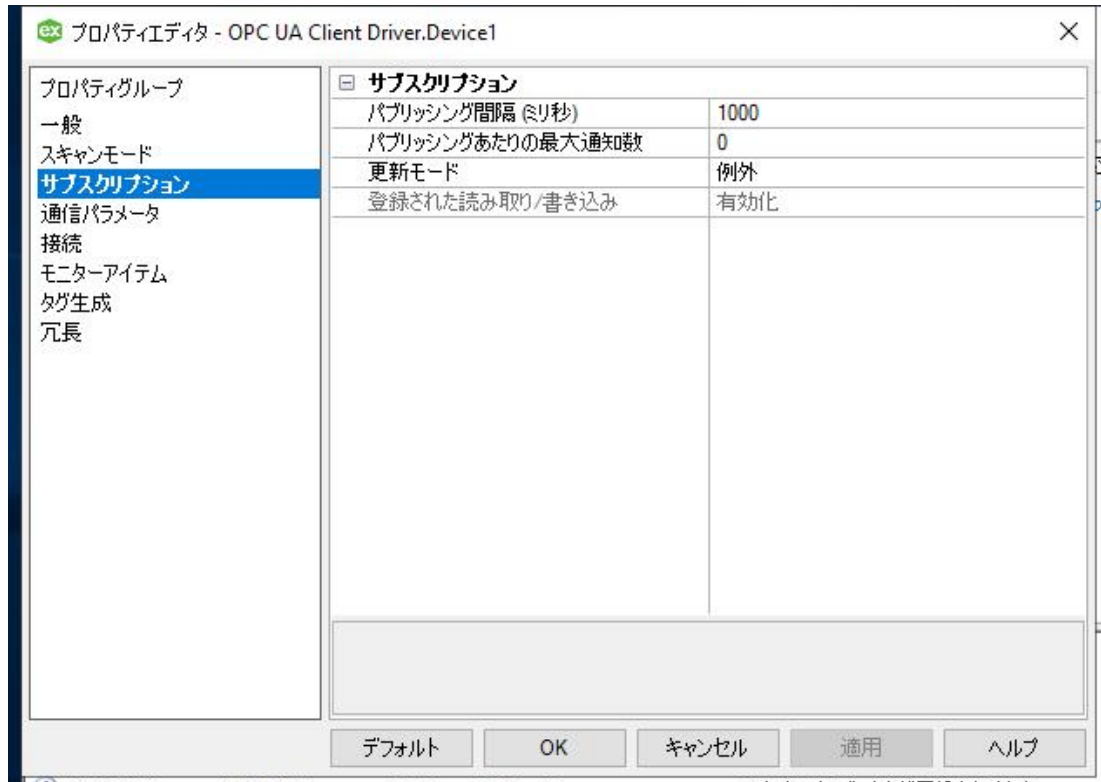 プロパティエディタ - OPC UA Client Driver.Device1
プロパティグループ
一般
スキャンモード
サブスクリプション
通信パラメータ
接続
モニターアイテム
タグ生成
冗長
サブスクリプション
パブリッシング間隔 (ミリ秒) 1000
パブリッシングあたりの最大通知数 0
更新モード 例外
登録された読み取り/書き込み 有効化
デフォルト OK キャンセル 適用 ヘルプ